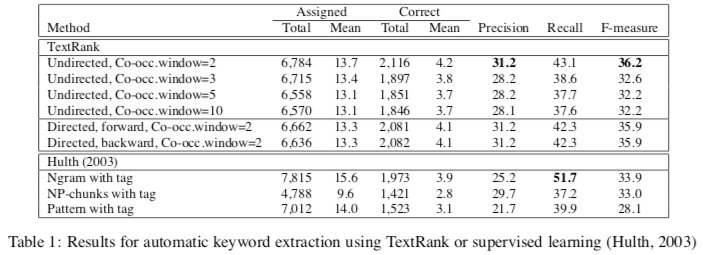 Assigned Correct
Method Total Mean Total Mean Precision Recall F-measure
TextRank
Undirected, Co-occ.window=2 6,784 13.7 2,116 4.2 31.2 43.1 36.2
Undirected, Co-occ.window=3 6,715 13.4 1,897 3.8 28.2 38.6 32.6
Undirected, Co-occ.window=5 6,558 13.1 1,851 3.7 28.2 37.7 32.2
Undirected, Co-occ.window=10 6,570 13.1 1,846 3.7 28.1 37.6 32.2
Directed, forward, Co-occ.window=2 6,662 13.3 2,081 4.1 31.2 42.3 35.9
Directed, backward, Co-occ.window=2 6,636 13.3 2,082 4.1 31.2 42.3 35.9
Hulth (2003)
Ngram with tag 7,815 15.6 1,973 3.9 25.2 51.7 33.9
NP-chunks with tag 4,788 9.6 1,421 2.8 29.7 37.2 33.0
Pattern with tag 7,012 14.0 1,523 3.1 21.7 39.9 28.1
Table 1: Results for automatic keyword extraction using TextRank or supervised learning (Hulth, 2003)